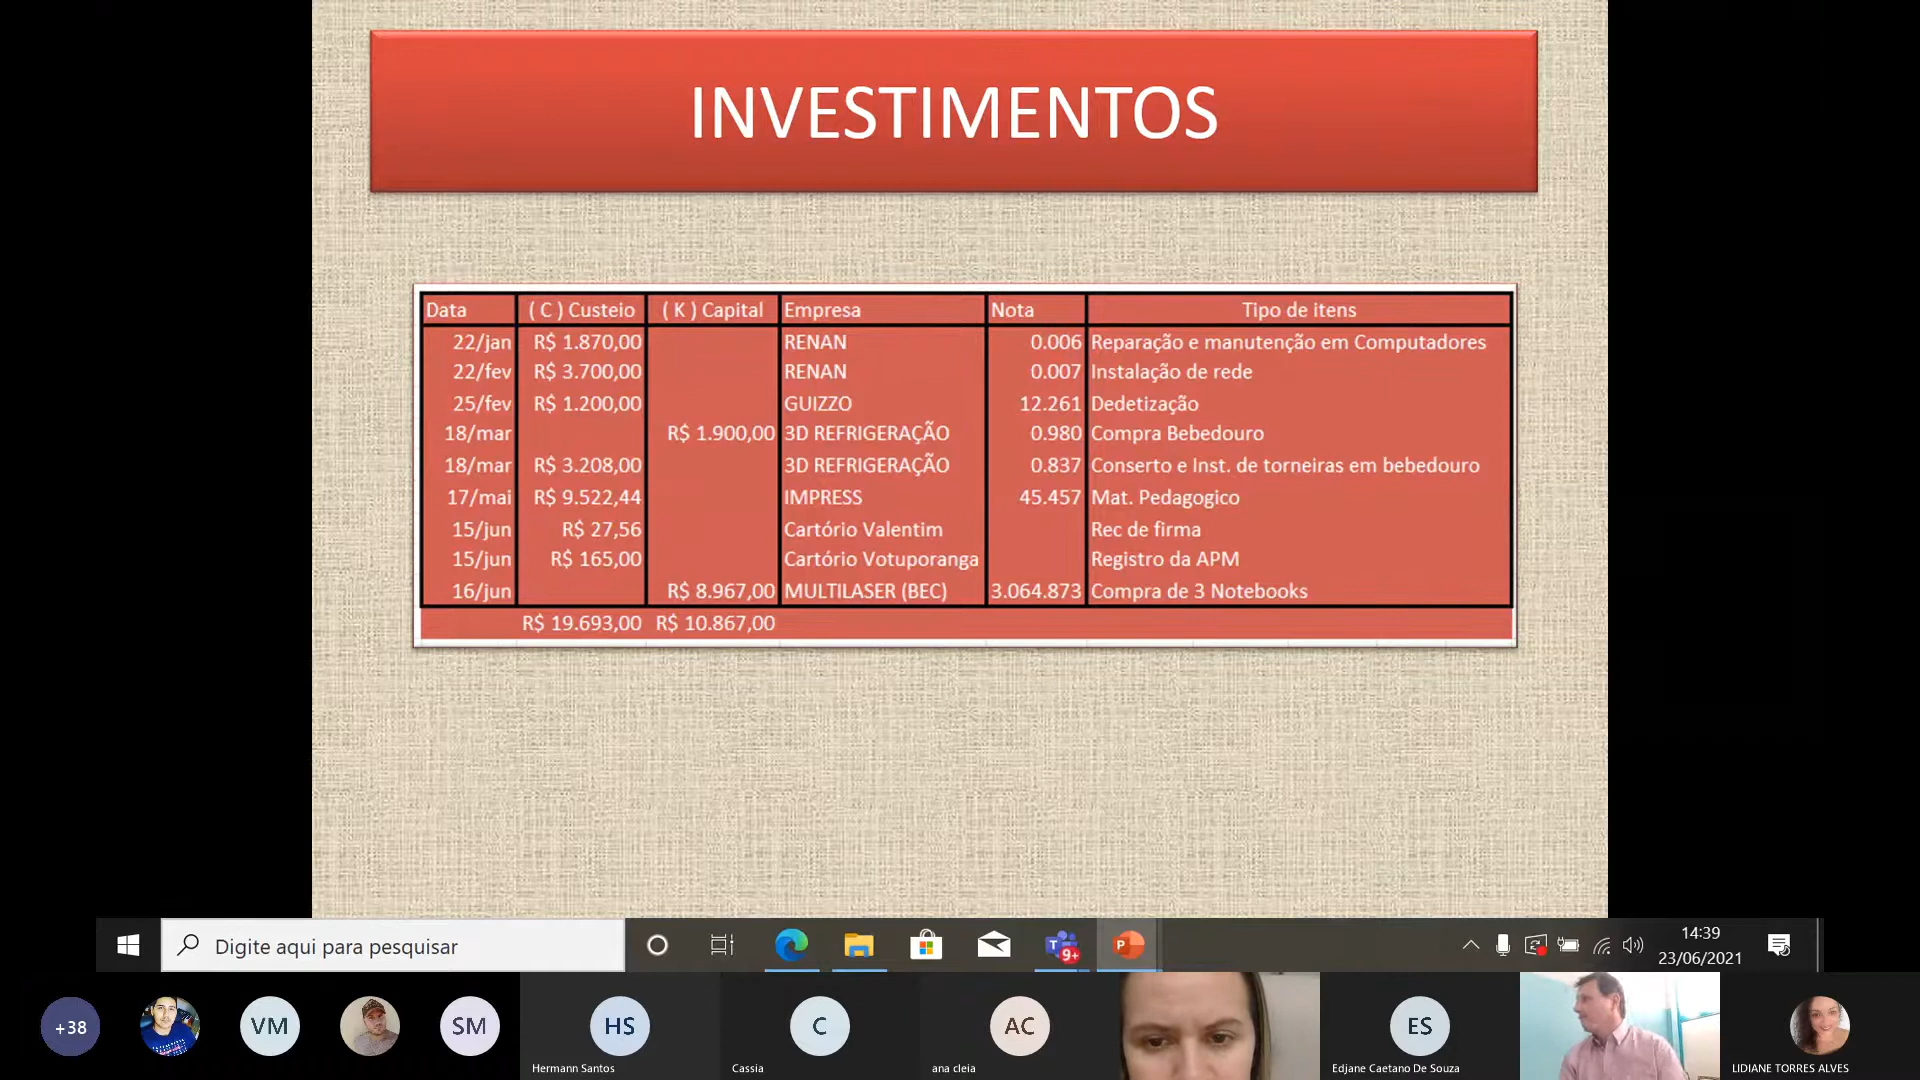 INVESTIMENTOS
Data ( C ) Custeio ( K ) Capital Empresa Nota Tipo de itens
22/jan R$ 1.870,00 RENAN 0.006 Reparação e manutenção em Computadores
22/fev R$ 3.700,00 RENAN 0.007 Instalação de rede
25/fev R$ 1.200,00 GUIZZO 12.261 Dedetização
18/mar R$ 1.900,00 3D REFRIGERAÇÃO 0.980 Compra Bebedouro
18/mar R$ 3.208,00 3D REFRIGERAÇÃO 0.837 Conserto e Inst. de torneiras em bebedouro
17/mai R$ 9.522,44 IMPRESS 45.457 Mat. Pedagogico
15/jun R$ 27,56 Cartório Valentim Rec de firma
15/jun R$ 165,00 Cartório Votuporanga Registro da APM
16/jun R$ 8.967,00 MULTILASER (BEC) 3.064.873 Compra de 3 Notebooks
R$ 19.693,00 R$ 10.867,00
Digite aqui para pesquisar
T 9+
P
14:39
23/06/2021
+38 VM SM HS C AC ES
Hermann Santos Cassia ana cleia Edjane Caetano De Souza LIDIANE TORRES ALVES